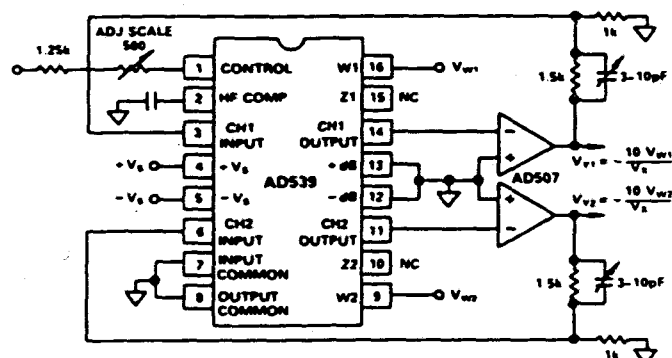 1k
ADJ SCALE
500
1.25k
1.5k
3–10pF
1 CONTROL W1 16 VW1
2 HF COMP Z1 15 NC
3 CH1 INPUT CH1 OUTPUT 14
4 +VS +dB 13
+VS
AD539
5 −VS −dB 12
−VS
6 CH2 INPUT CH2 OUTPUT 11
7 INPUT COMMON Z2 10 NC
8 OUTPUT COMMON W2 9 VW2
−
+
AD507
+
−
VY1 = − 10 VW1
VX
VY2 = − 10 VW2
VX
1.5k
3–10pF
1k